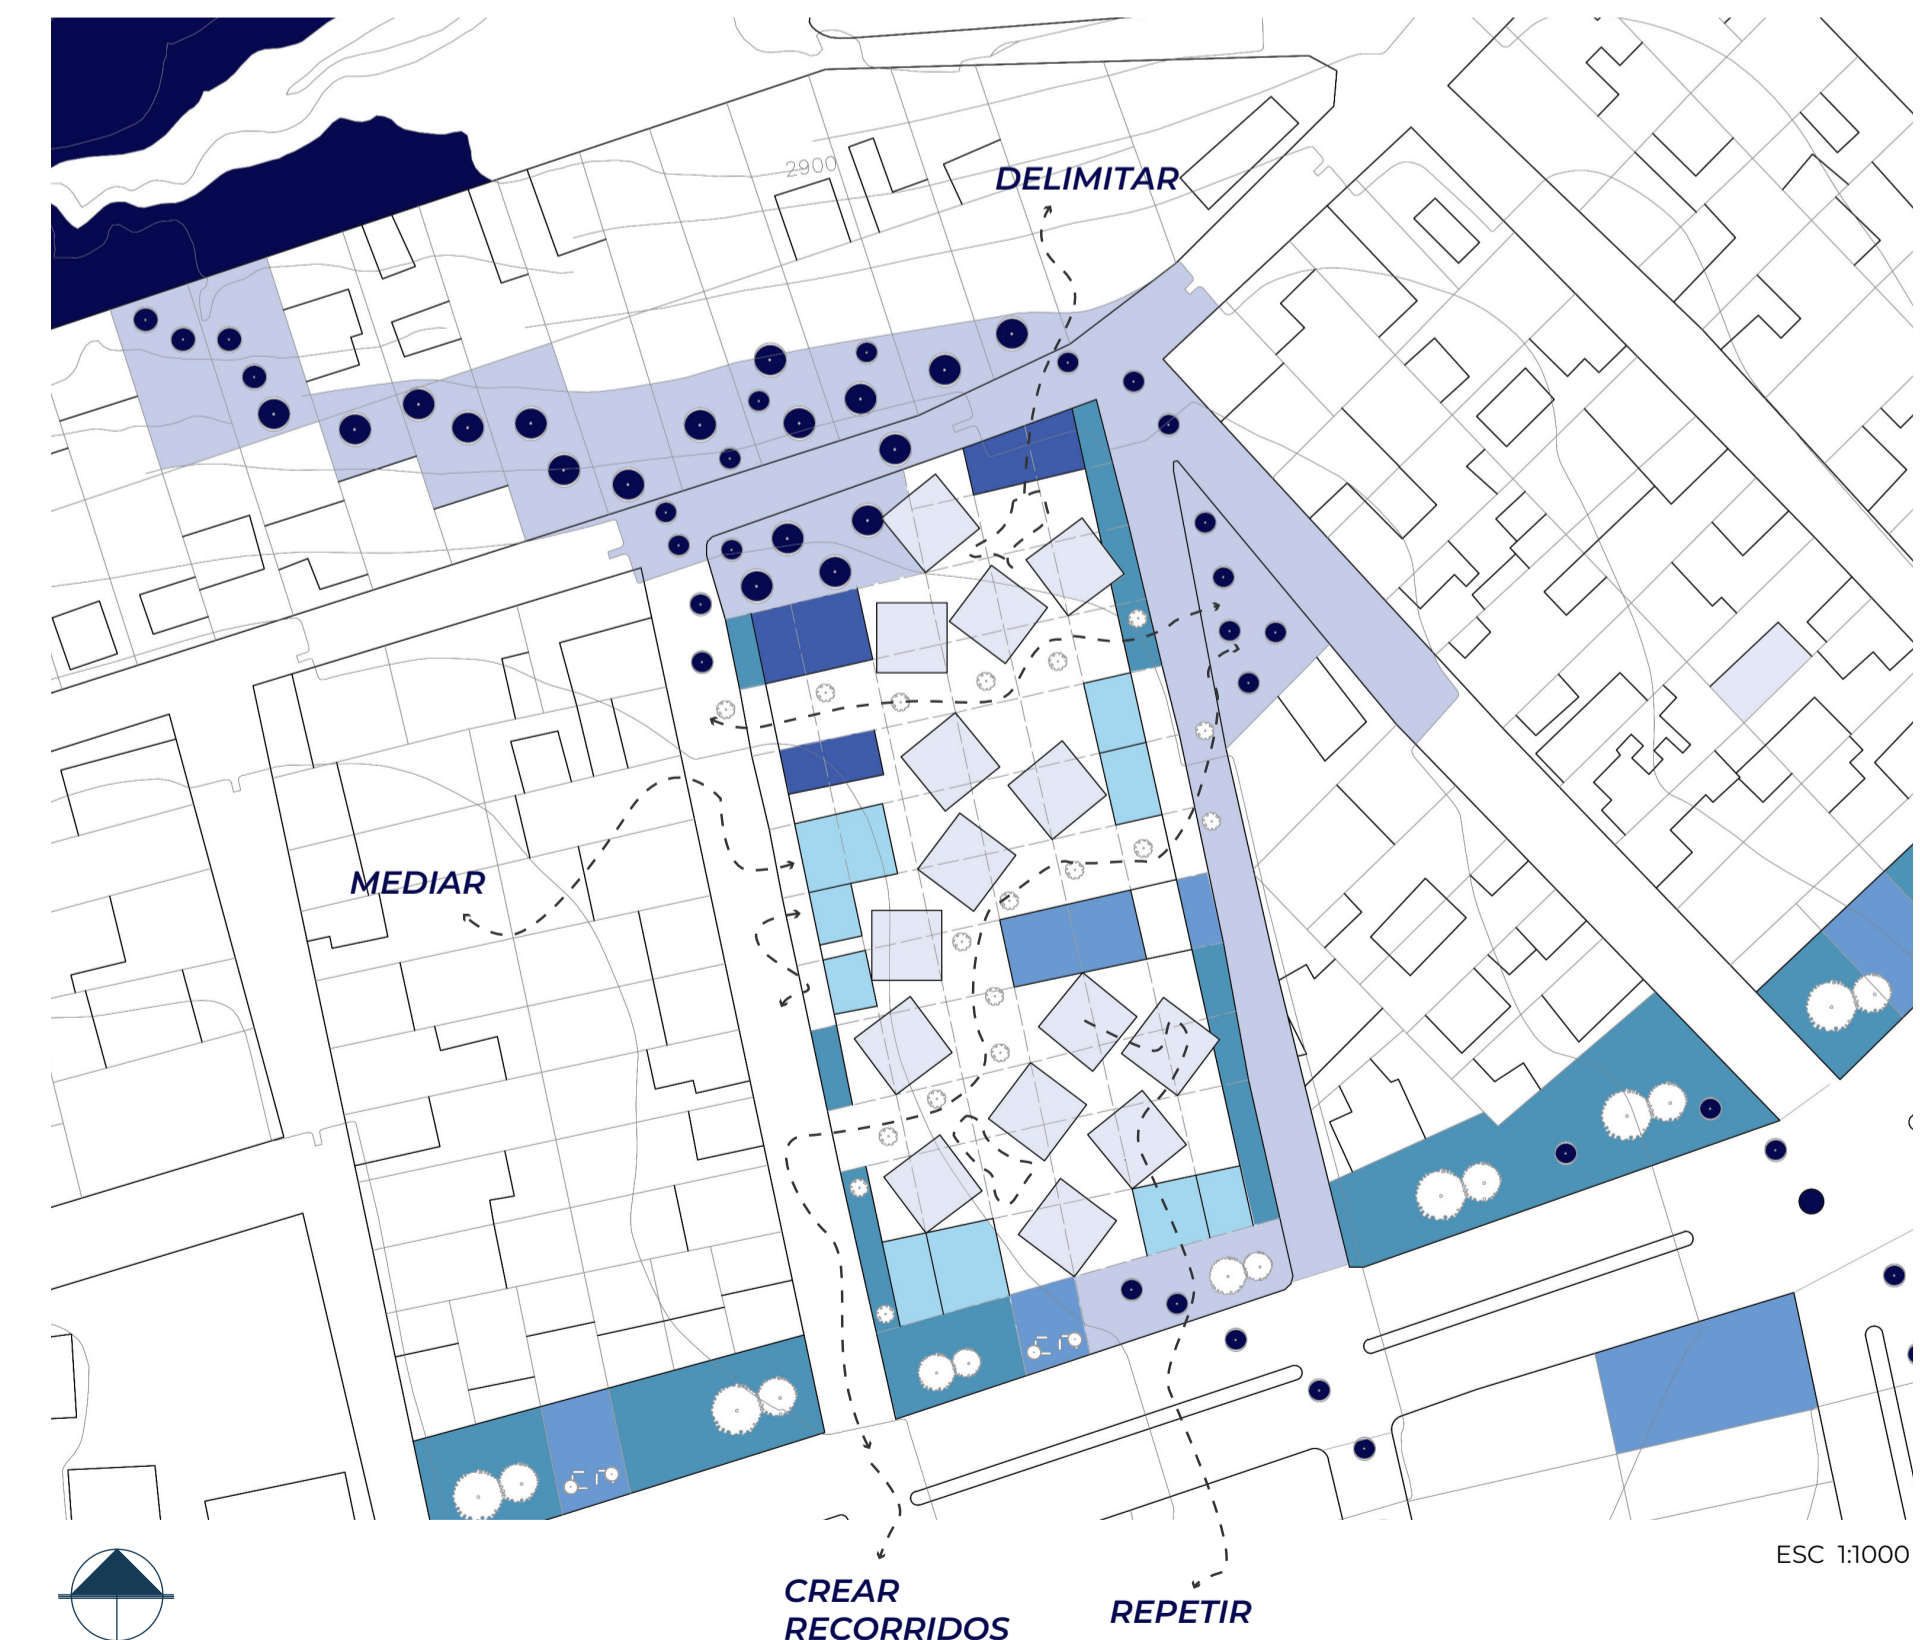 2900
DELIMITAR
MEDIAR
ESC 1:1000
CREAR
RECORRIDOS
REPETIR